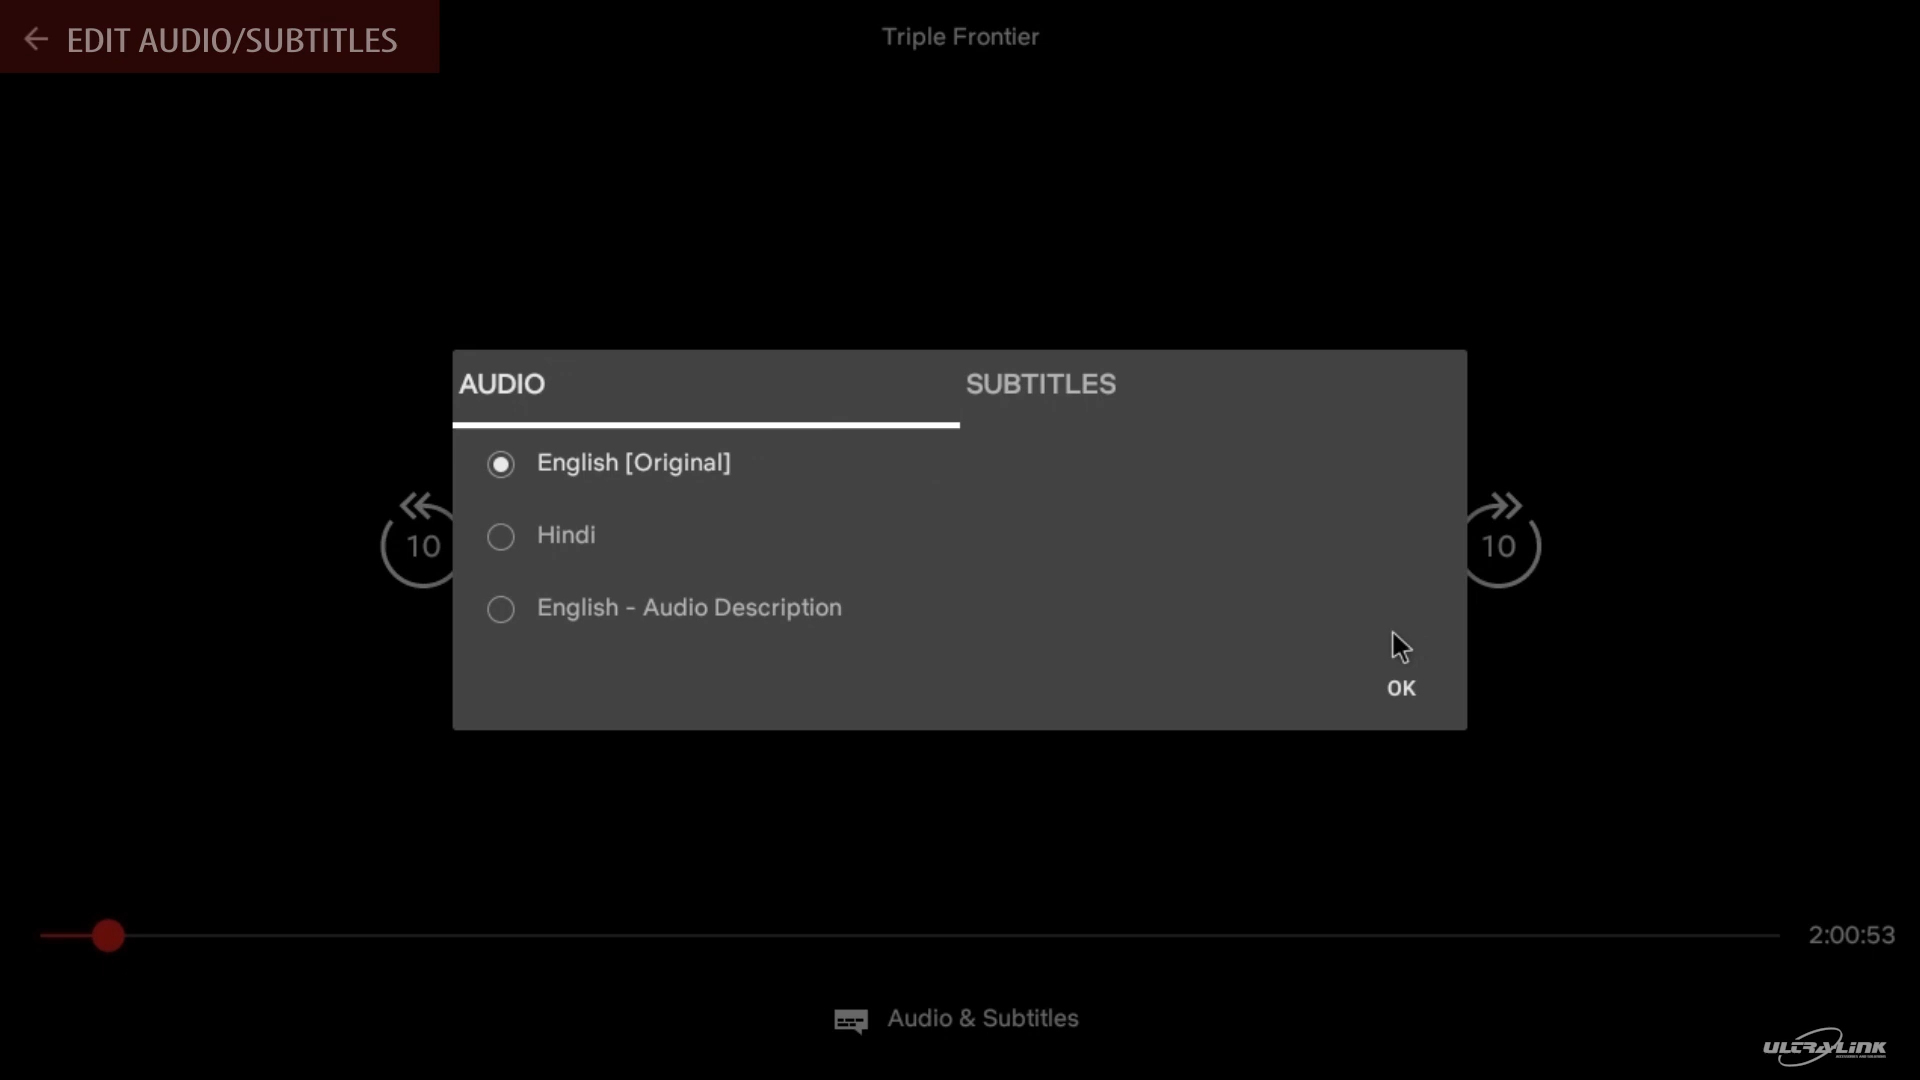 EDIT AUDIO/SUBTITLES
Triple Frontier
AUDIO
SUBTITLES
English [Original]
Hindi
English - Audio Description
10
10
OK
2:00:53
Audio & Subtitles
ULTRALINK